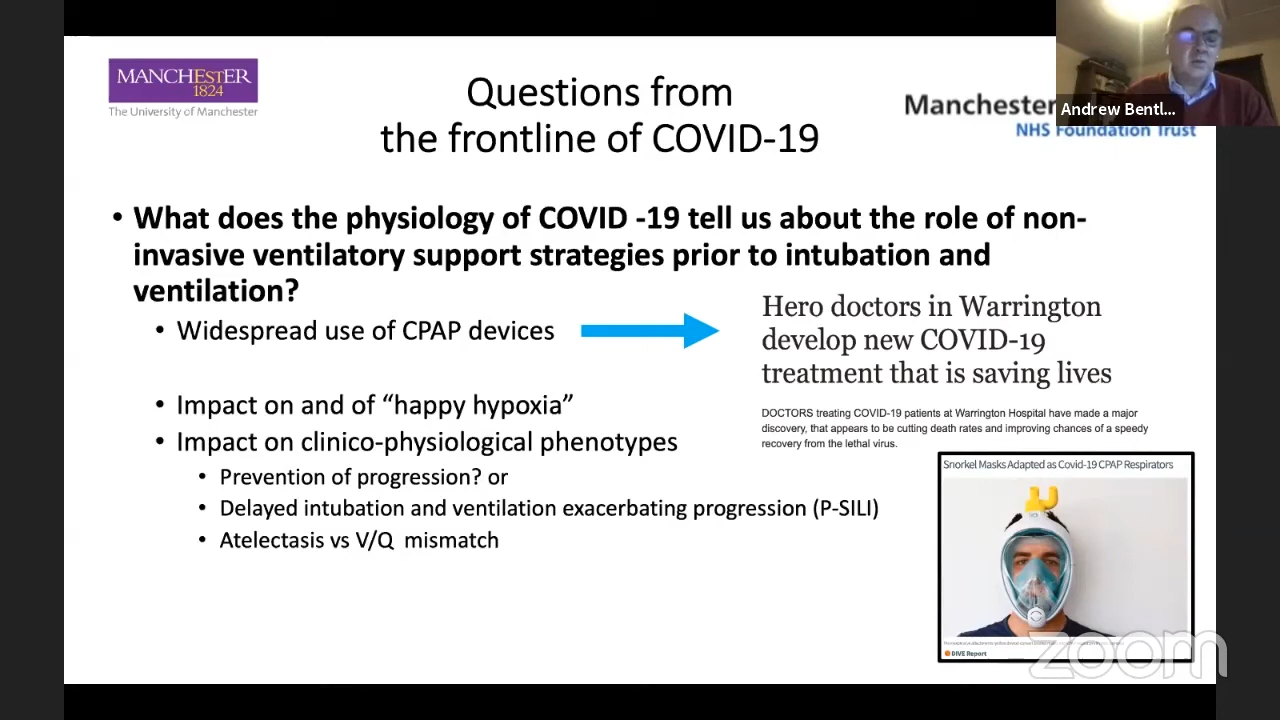 MANCHESTER
1824
The University of Manchester
Questions from
the frontline of COVID-19
Manchester
NHS Foundation Trust
Andrew Bentl...
• What does the physiology of COVID -19 tell us about the role of non-
invasive ventilatory support strategies prior to intubation and
ventilation?
• Widespread use of CPAP devices
Hero doctors in Warrington
develop new COVID-19
treatment that is saving lives
DOCTORS treating COVID-19 patients at Warrington Hospital have made a major
discovery, that appears to be cutting death rates and improving chances of a speedy
recovery from the lethal virus.
• Impact on and of “happy hypoxia”
• Impact on clinico-physiological phenotypes
• Prevention of progression? or
• Delayed intubation and ventilation exacerbating progression (P-SILI)
• Atelectasis vs V/Q mismatch
Snorkel Masks Adapted as Covid-19 CPAP Respirators
DIVE Report
zoom